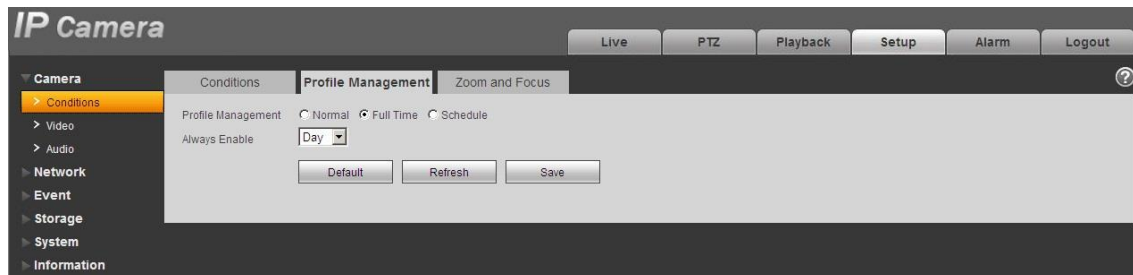 IP Camera
Live PTZ Playback Setup Alarm Logout
Camera
Conditions
Video
Audio
Network
Event
Storage
System
Information
Conditions Profile Management Zoom and Focus
?
Profile Management Normal Full Time Schedule
Always Enable Day
Default Refresh Save